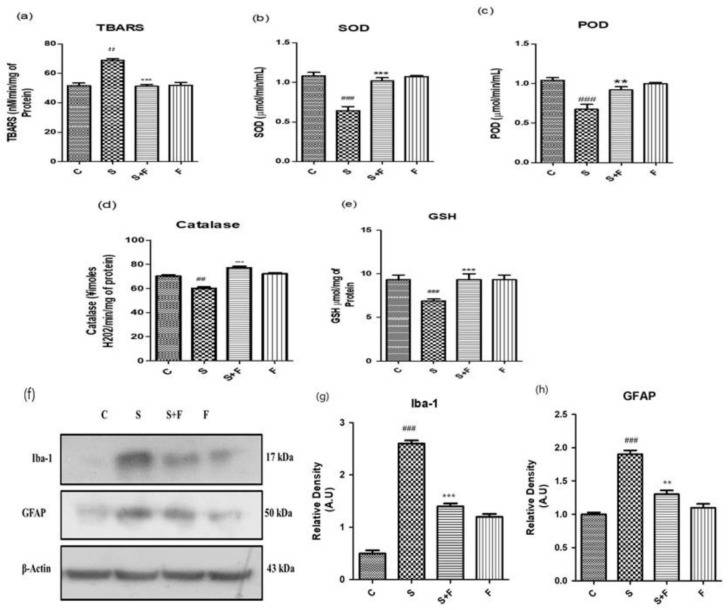 (a)
TBARS
TBARS (nM/min/mg of
Protein)
80
60
40
20
0
##
***
C
S
S+F
F
(b)
SOD
SOD (μmol/min/mL)
1.5
1.0
0.5
0.0
###
***
C
S
S+F
F
(c)
POD
POD (μmol/min/mL)
1.5
1.0
0.5
0.0
###
**
C
S
S+F
F
(d)
Catalase
Catalase (¥imoles
H202/min/mg of protein)
100
80
60
40
20
0
##
***
C
S
S+F
F
(e)
GSH
GSH μmol/mg of
Protein
15
10
5
0
###
***
C
S
S+F
F
(f)
C S S+F F
Iba-1 17 kDa
GFAP 50 kDa
β-Actin 43 kDa
(g)
Iba-1
Relative Density
(A.U)
3
2
1
0
###
***
C
S
S+F
F
(h)
GFAP
Relative Density
(A.U)
2.5
2.0
1.5
1.0
0.5
0.0
###
**
C
S
S+F
F